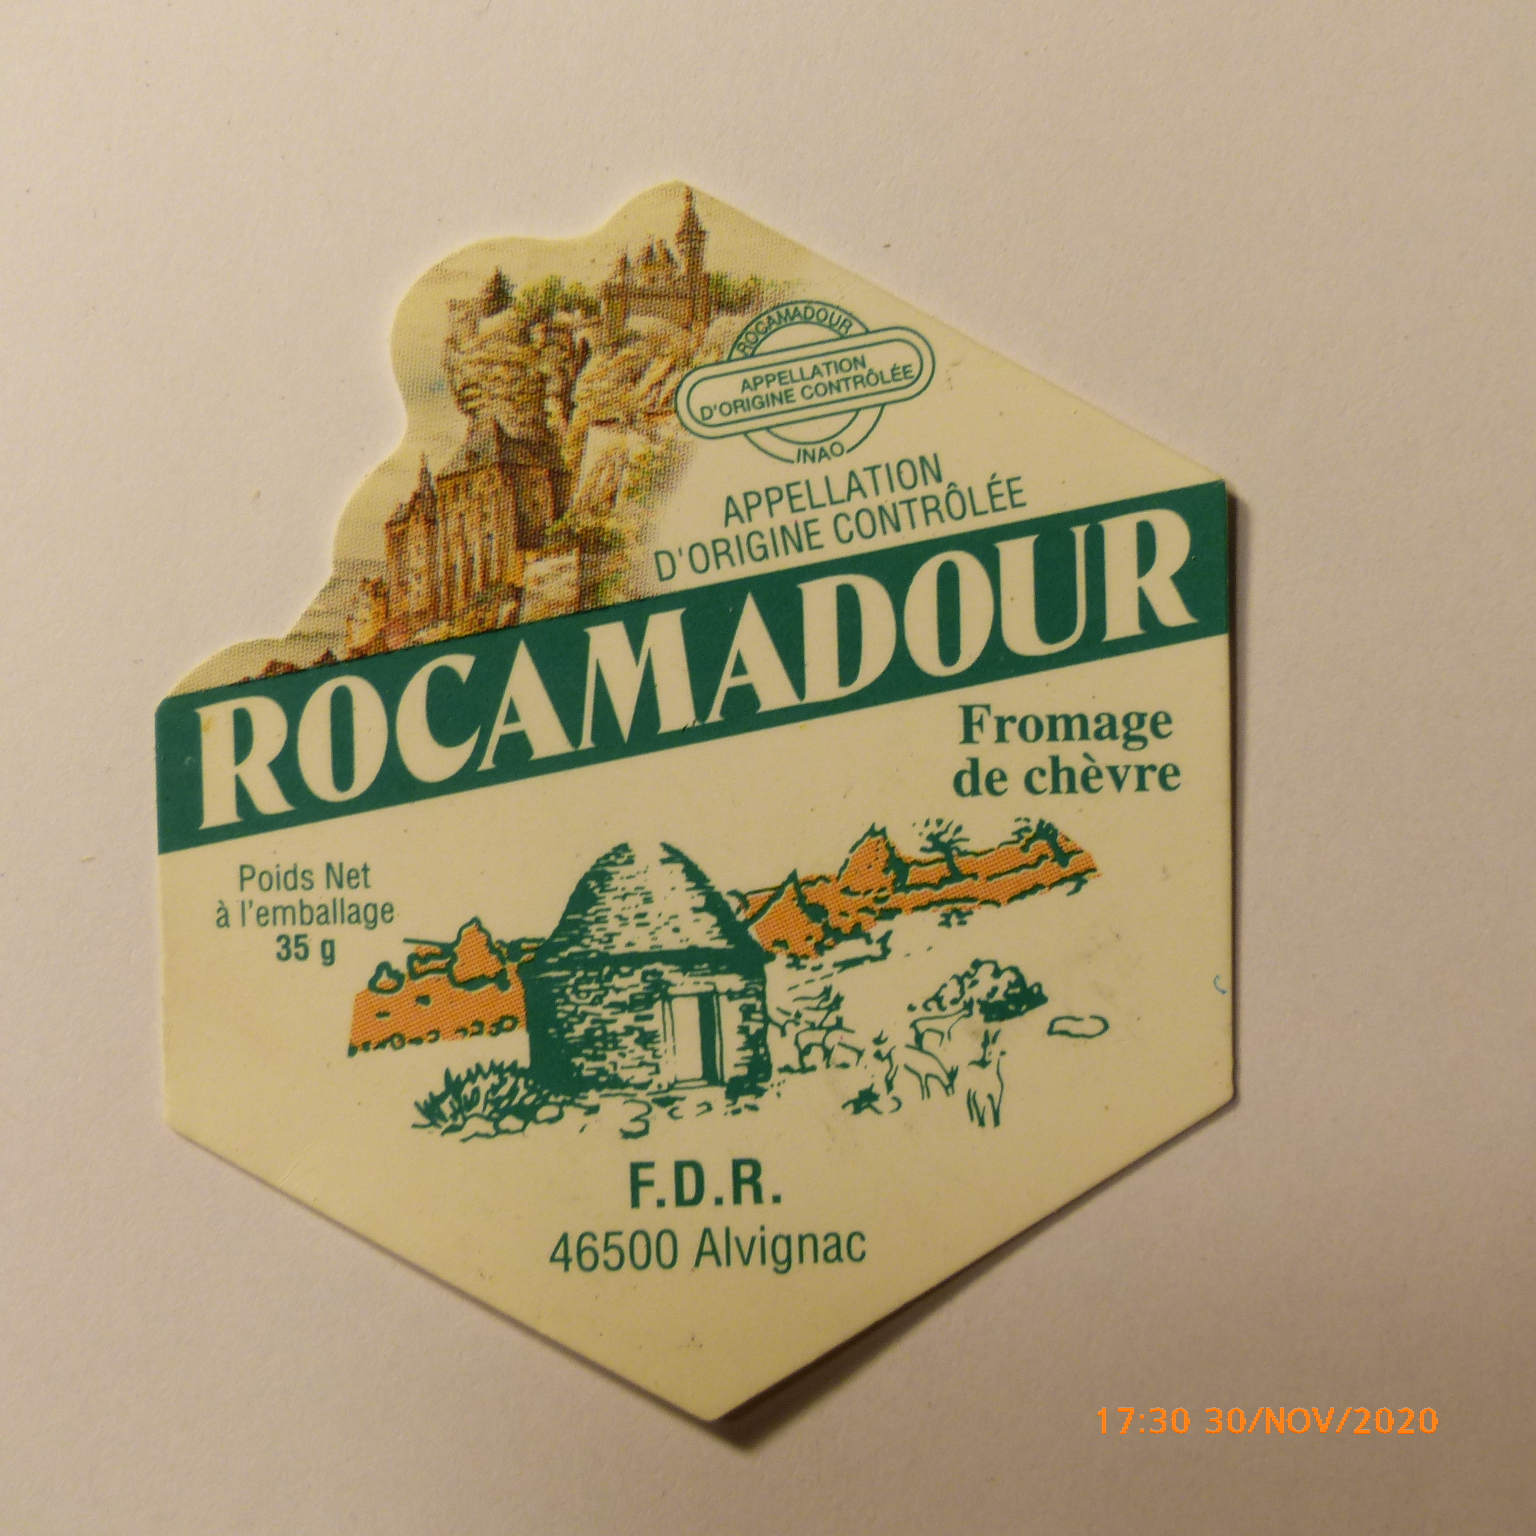 ROCAMADOUR
APPELLATION
D'ORIGINE CONTRÔLÉE
INAO
APPELLATION
D'ORIGINE CONTRÔLÉE
ROCAMADOUR
Fromage
de chèvre
Poids Net
à l'emballage
35 g
F.D.R.
46500 Alvignac
17:30 30/NOV/2020